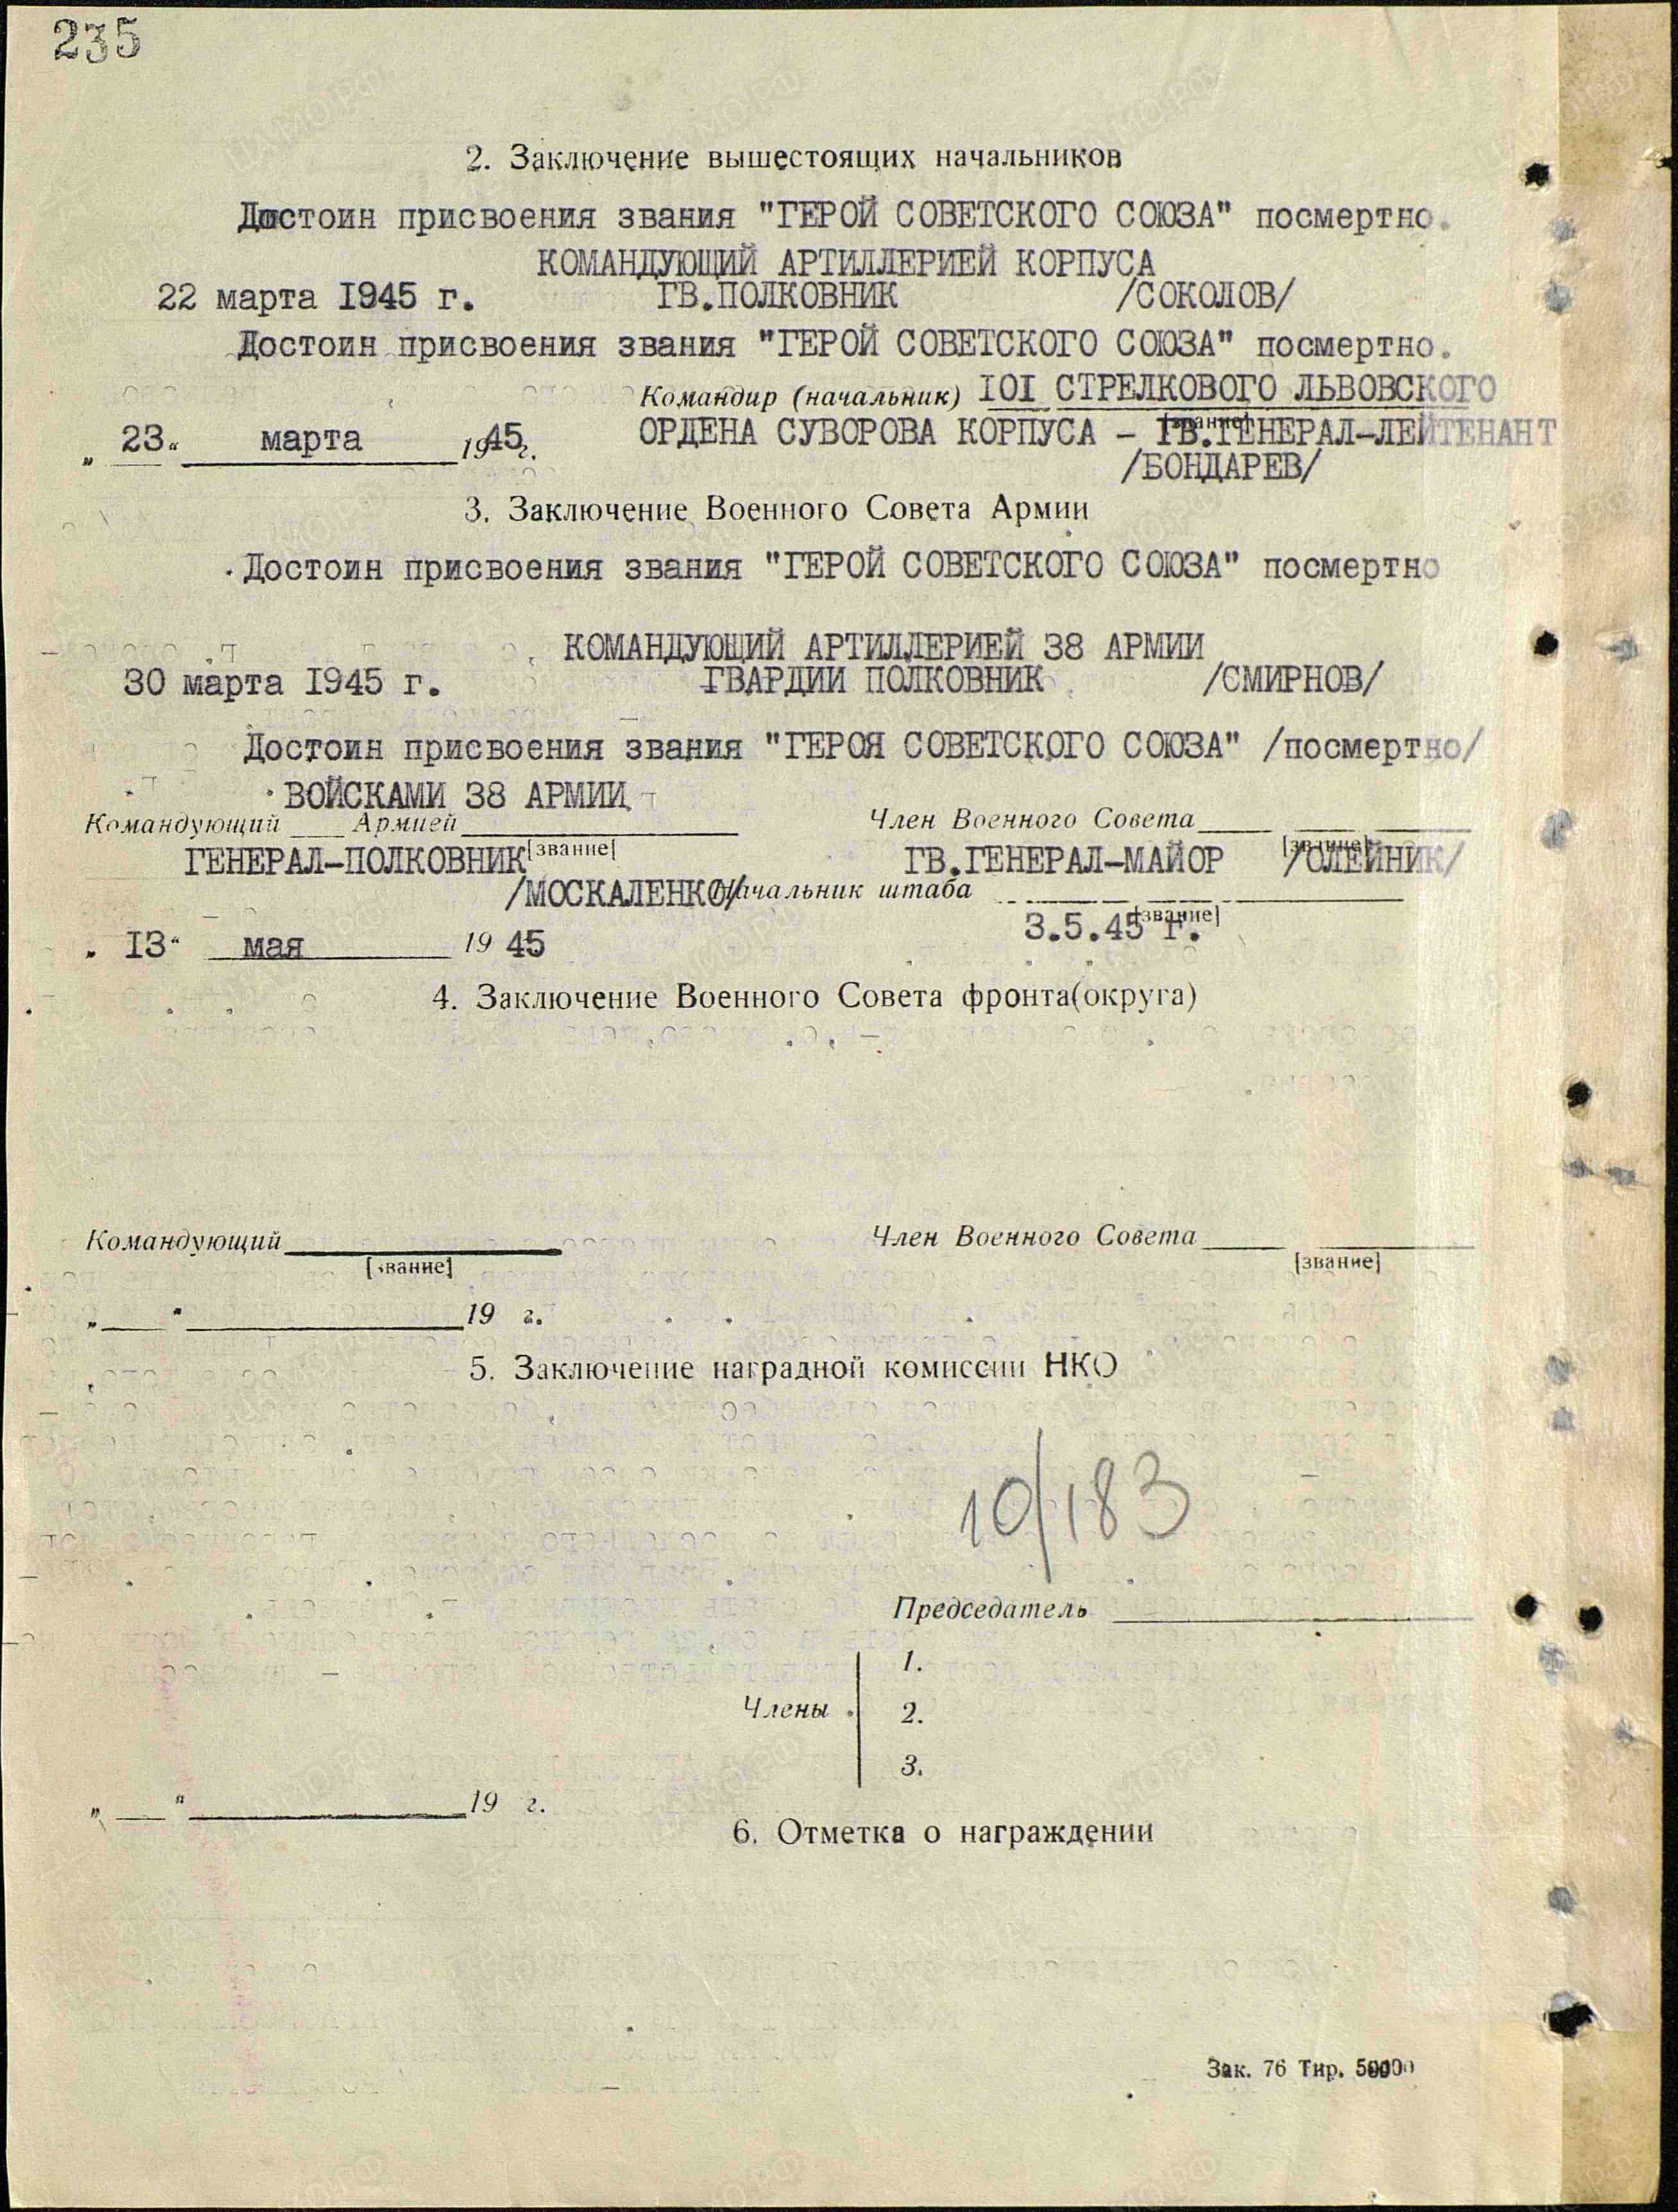 235
2. Заключение вышестоящих начальников
Достоин присвоения звания "ГЕРОЙ СОВЕТСКОГО СОЮЗА" посмертно.
КОМАНДУЮЩИЙ АРТИЛЛЕРИЕЙ КОРПУСА
22 марта 1945 г. ГВ.ПОЛКОВНИК /СОКОЛОВ/
Достоин присвоения звания "ГЕРОЙ СОВЕТСКОГО СОЮЗА" посмертно.
Командир (начальник) 101 СТРЕЛКОВОГО ЛЬВОВСКОГО
[звание]
„ 23 “ марта 1945 г. ОРДЕНА СУВОРОВА КОРПУСА - ГВ.ГЕНЕРАЛ-ЛЕЙТЕНАНТ
/БОНДАРЕВ/
3. Заключение Военного Совета Армии
Достоин присвоения звания "ГЕРОЙ СОВЕТСКОГО СОЮЗА" посмертно
КОМАНДУЮЩИЙ АРТИЛЛЕРИЕЙ 38 АРМИИ
30 марта 1945 г. ГВАРДИИ ПОЛКОВНИК /СМИРНОВ/
Достоин присвоения звания "ГЕРОЯ СОВЕТСКОГО СОЮЗА" /посмертно/
ВОЙСКАМИ 38 АРМИИ
Командующий Армией Член Военного Совета
[звание] [звание]
ГЕНЕРАЛ-ПОЛКОВНИК ГВ.ГЕНЕРАЛ-МАЙОР /ОЛЕЙНИК/
/МОСКАЛЕНКО/ Начальник штаба
[звание]
3.5.45 г.
„ 13 “ мая 19 45
4. Заключение Военного Совета фронта(округа)
Командующий Член Военного Совета
[звание] [звание]
„ “ 19 г.
5. Заключение наградной комиссии НКО
10/183
Председатель
1.
Члены 2.
3.
„ “ 19 г.
6. Отметка о награждении
Зак. 76 Тир. 50000